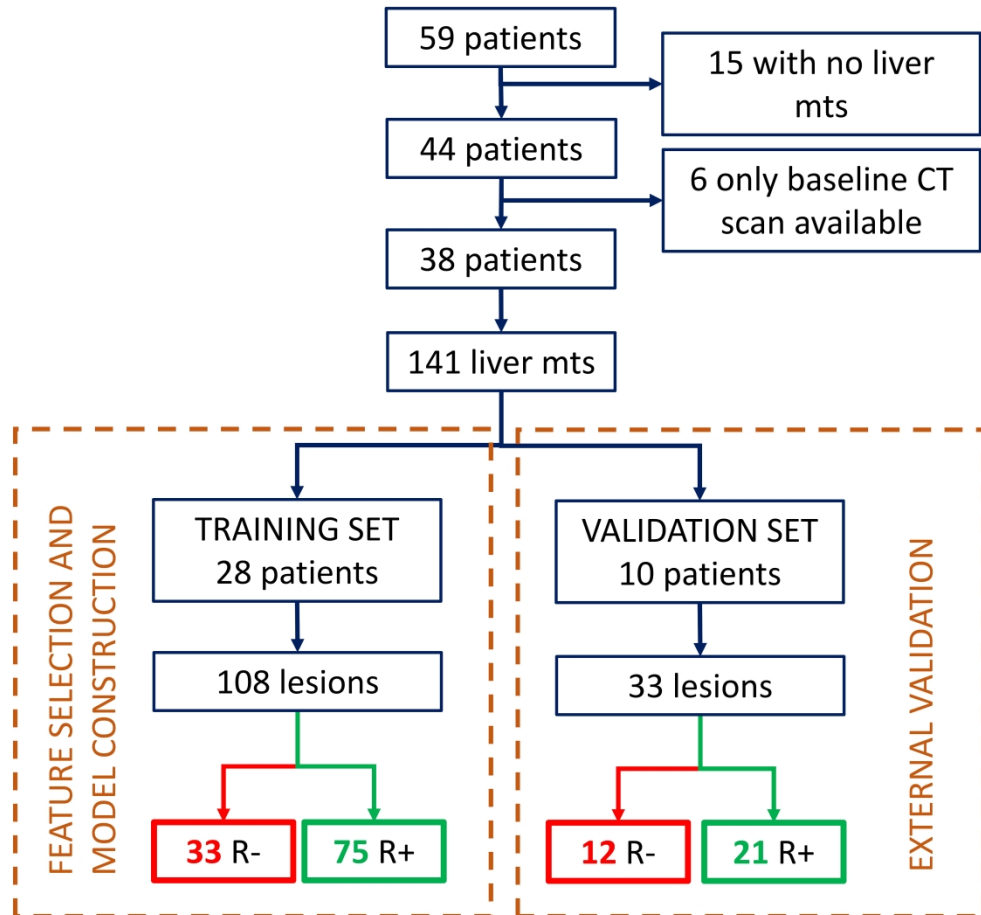 59 patients
15 with no liver
mts
44 patients
6 only baseline CT
scan available
38 patients
141 liver mts
FEATURE SELECTION AND
MODEL CONSTRUCTION
TRAINING SET
28 patients
108 lesions
33 R-
75 R+
VALIDATION SET
10 patients
33 lesions
12 R-
21 R+
EXTERNAL VALIDATION